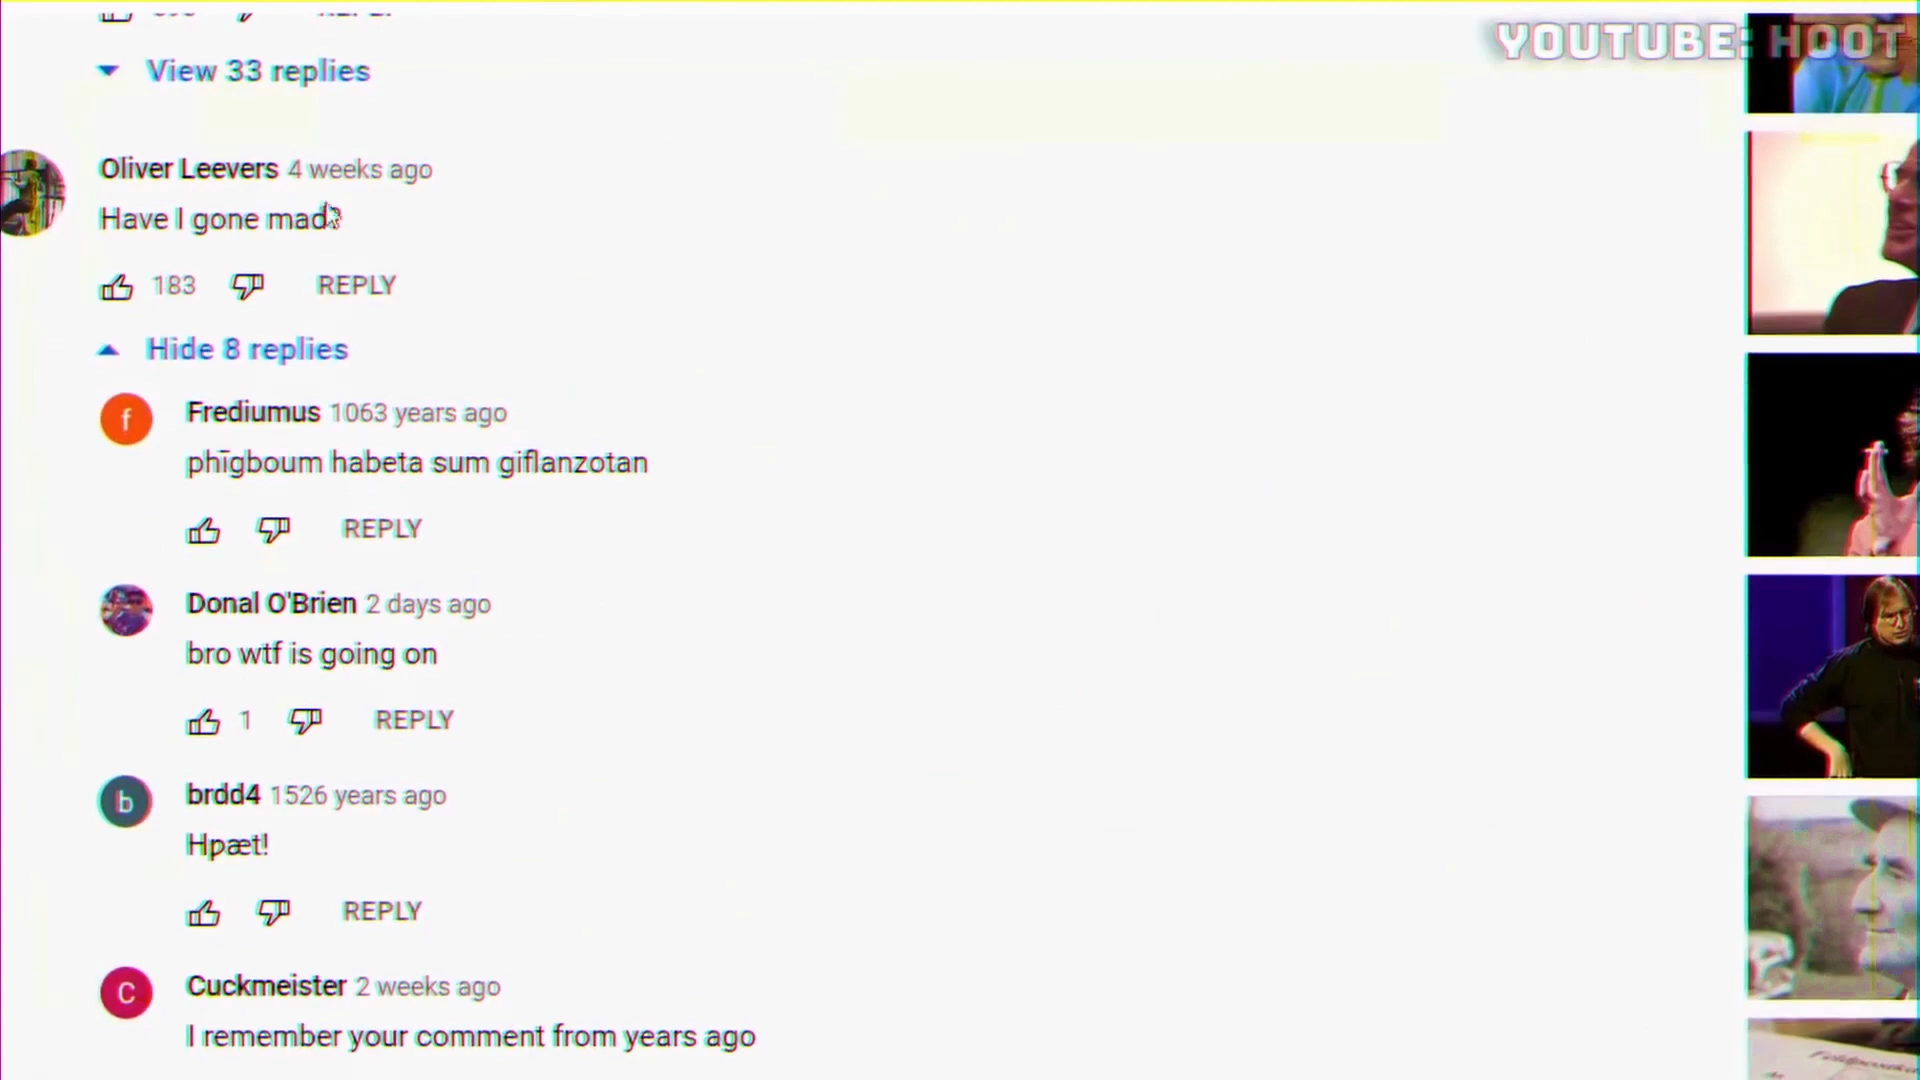 YOUTUBE: HOOT
View 33 replies
Oliver Leevers 4 weeks ago
Have I gone mad?
183 REPLY
Hide 8 replies
f
Frediumus 1063 years ago
phīgboum habeta sum giflanzotan
REPLY
Donal O'Brien 2 days ago
bro wtf is going on
1 REPLY
b
brdd4 1526 years ago
Hpæt!
REPLY
C
Cuckmeister 2 weeks ago
I remember your comment from years ago